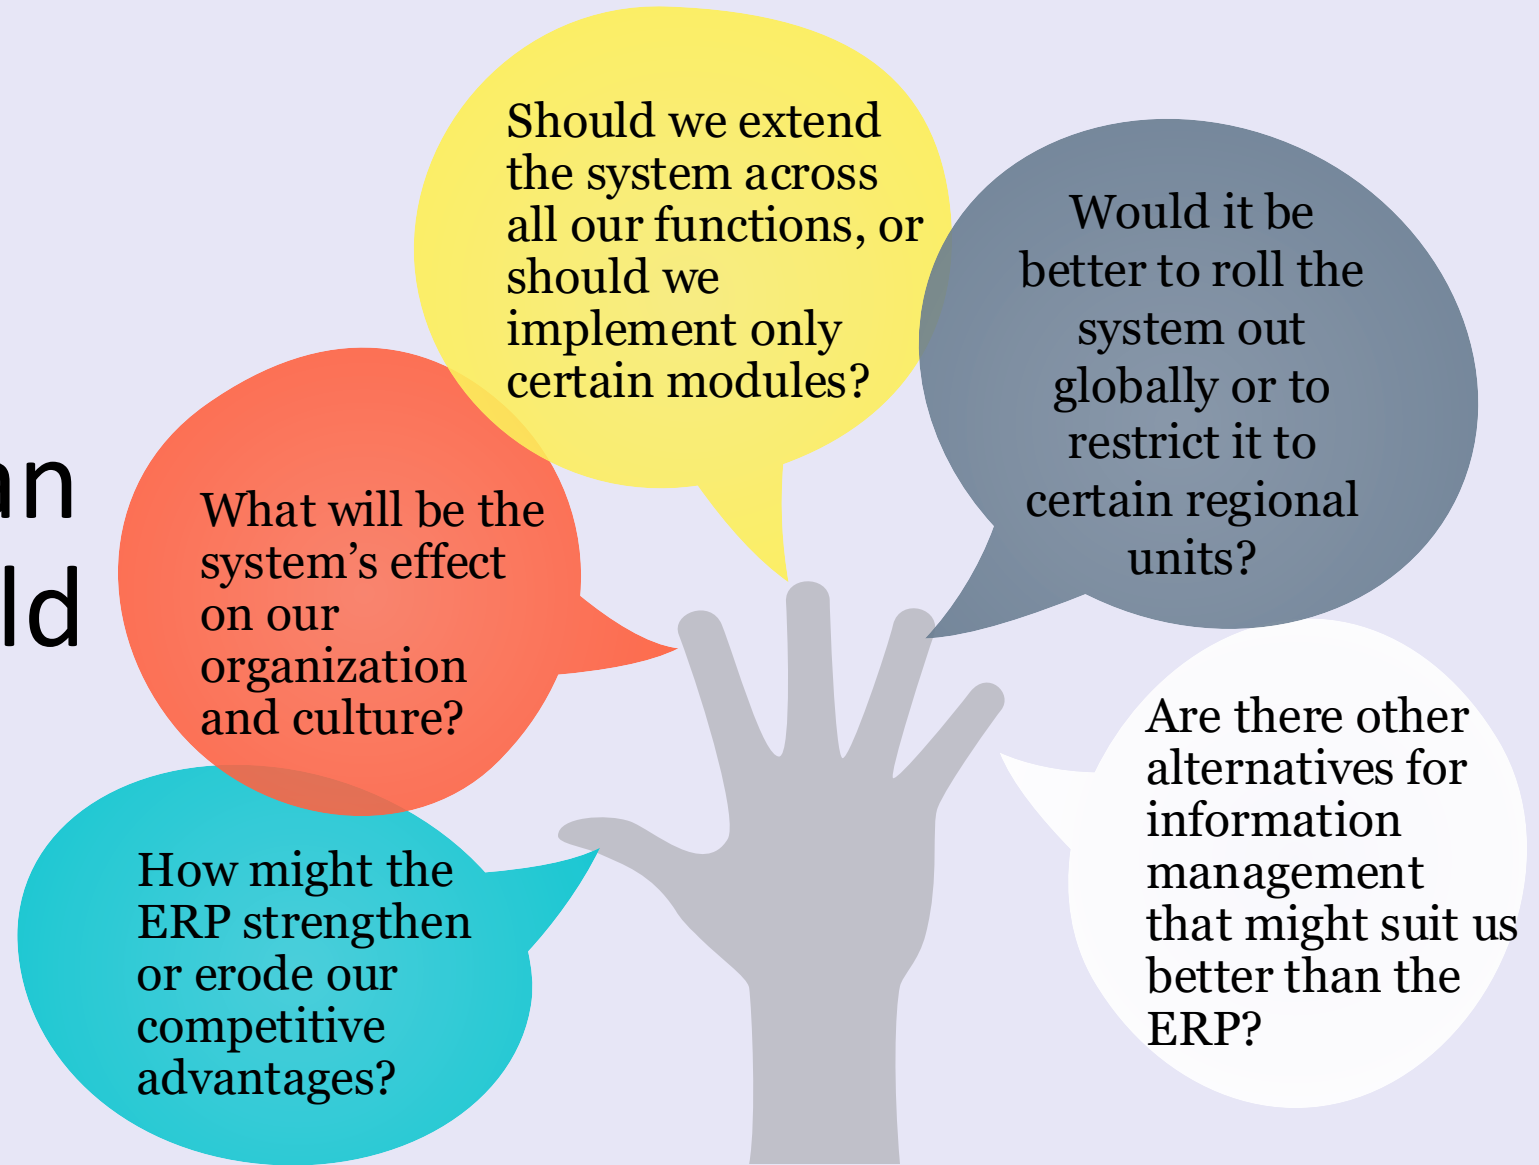 an
ld
How might the
ERP strengthen
or erode our
competitive
advantages?
What will be the
system’s effect
on our
organization
and culture?
Should we extend
the system across
all our functions, or
should we
implement only
certain modules?
Would it be
better to roll the
system out
globally or to
restrict it to
certain regional
units?
Are there other
alternatives for
information
management
that might suit us
better than the
ERP?